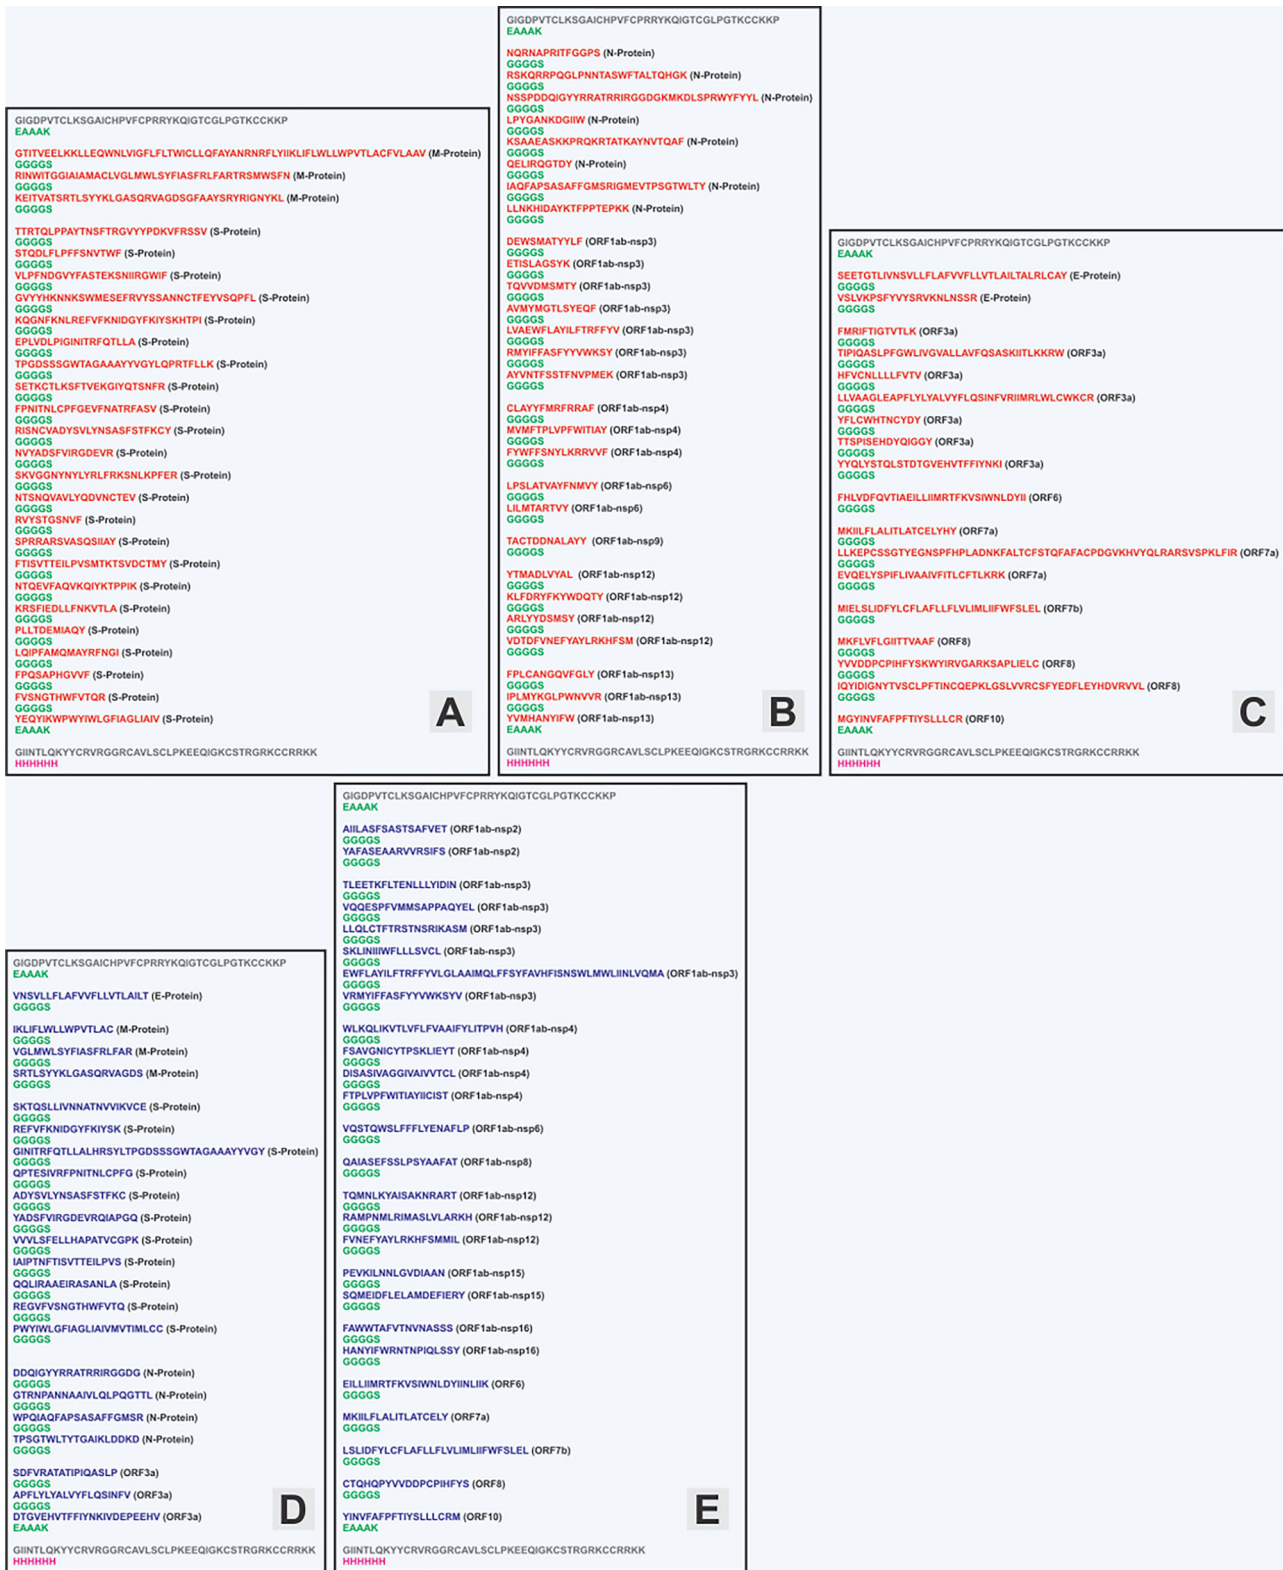 GIGDPVTCLKSGAICHPVFCPRRYKQIGTCGLPGTKCCKKP
EAAAK
GTITVEELKKLLEQWNLVIGFLFLTWICLLQFAYANRNRFLYIIKLIFLWLLWPVTLACFVLAAV (M-Protein)
GGGGS
RINWITGGIAIAMACLVGLMWLSYFIASFRLFARTRSMWSFN (M-Protein)
GGGGS
KEITVATSRTLSYYKLGASQRVAGDSGFAAYSRYRIGNYKL (M-Protein)
GGGGS
TTRTQLPPAYTNSFTRGVYYPDKVFRSSV (S-Protein)
GGGGS
STQDLFLPFFSNVTWF (S-Protein)
GGGGS
VLPFNDGVYFASTEKSNIIRGWIF (S-Protein)
GGGGS
GVYYHKNNKSWMESEFRVYSSANNCTFEYVSQPFL (S-Protein)
GGGGS
KQGNFKNLREFVFKNIDGYFKIYSKHTPI (S-Protein)
GGGGS
EPLVDLPIGINITRFQTLLA (S-Protein)
GGGGS
TPGDSSSGWTAGAAAYYVGYLQPRTFLLK (S-Protein)
GGGGS
SETKCTLKSFTVEKGIYQTSNFR (S-Protein)
GGGGS
FPNITNLCPFGEVFNATRFASV (S-Protein)
GGGGS
RISNCVADYSVLYNSASFSTFKCY (S-Protein)
GGGGS
NVYADSFVIRGDEVR (S-Protein)
GGGGS
SKVGGNYNYLYRLFRKSNLKPFER (S-Protein)
GGGGS
NTSNQVAVLYQDVNCTEV (S-Protein)
GGGGS
RVYSTGSNVF (S-Protein)
GGGGS
SPRRARSVASQSIIAY (S-Protein)
GGGGS
FTISVTTEILPVSMTKTSVDCTMY (S-Protein)
GGGGS
NTQEVFAQVKQIYKTPPIK (S-Protein)
GGGGS
KRSFIEDLLFNKVTLA (S-Protein)
GGGGS
PLLTDEMIAQY (S-Protein)
GGGGS
LQIPFAMQMAYRFNGI (S-Protein)
GGGGS
FPQSAPHGVVF (S-Protein)
GGGGS
FVSNGTHWFVTQR (S-Protein)
GGGGS
YEQYIKWPWYIWLGFIAGLIAIV (S-Protein)
EAAAK
GIINTLQKYYCRVRGGRCAVLSCLPKEEQIGKCSTRGRKCCRRKK
HHHHHH
A
GIGDPVTCLKSGAICHPVFCPRRYKQIGTCGLPGTKCCKKP
EAAAK
NQRNAPRITFGGPS (N-Protein)
GGGGS
RSKQRRPQGLPNNTASWFTALTQHGK (N-Protein)
GGGGS
NSSPDDQIGYYRRATRRIRGGDGKMKDLSPRWYFYYL (N-Protein)
GGGGS
LPYGANKDGIIW (N-Protein)
GGGGS
KSAAEASKKPRQKRTATKAYNVTQAF (N-Protein)
GGGGS
QELIRQGTDY (N-Protein)
GGGGS
IAQFAPSASAFFGMSRIGMEVTPSGTWLTY (N-Protein)
GGGGS
LLNKHIDAYKTFPPTEPKK (N-Protein)
GGGGS
DEWSMATYYLF (ORF1ab-nsp3)
GGGGS
ETISLAGSYK (ORF1ab-nsp3)
GGGGS
TQVVDMSMTY (ORF1ab-nsp3)
GGGGS
AVMYMGTLSYEQF (ORF1ab-nsp3)
GGGGS
LVAEWFLAYILFTRFFYV (ORF1ab-nsp3)
GGGGS
RMYIFFASFYYVWKSY (ORF1ab-nsp3)
GGGGS
AYVNTFSSTFNVPMEK (ORF1ab-nsp3)
GGGGS
CLAYYFMRFRRAF (ORF1ab-nsp4)
GGGGS
MVMFTPLVPFWITIAY (ORF1ab-nsp4)
GGGGS
FYWFFSNYLKRRVVF (ORF1ab-nsp4)
GGGGS
LPSLATVAYFNMVY (ORF1ab-nsp6)
GGGGS
LILMTARTVY (ORF1ab-nsp6)
GGGGS
TACTDDNALAYY (ORF1ab-nsp9)
GGGGS
YTMADLVYAL (ORF1ab-nsp12)
GGGGS
KLFDRYFKYWDQTY (ORF1ab-nsp12)
GGGGS
ARLYYDSMSY (ORF1ab-nsp12)
GGGGS
VDTDFVNEFYAYLRKHFSM (ORF1ab-nsp12)
GGGGS
FPLCANGQVFGLY (ORF1ab-nsp13)
GGGGS
IPLMYKGLPWNVVR (ORF1ab-nsp13)
GGGGS
YVMHANYIFW (ORF1ab-nsp13)
EAAAK
GIINTLQKYYCRVRGGRCAVLSCLPKEEQIGKCSTRGRKCCRRKK
HHHHHH
B
GIGDPVTCLKSGAICHPVFCPRRYKQIGTCGLPGTKCCKKP
EAAAK
SEETGTLIVNSVLLFLAFVVFLLVTLAILTALRLCAY (E-Protein)
GGGGS
VSLVKPSFYVYSRVKNLNSSR (E-Protein)
GGGGS
FMRIFTIGTVTLK (ORF3a)
GGGGS
TIPIQASLPFGWLIVGVALLAVFQSASKIITLKKRW (ORF3a)
GGGGS
HFVCNLLLLFVTV (ORF3a)
GGGGS
LLVAAGLEAPFLYLYALVYFLQSINFVRIIMRLWLCWKCR (ORF3a)
GGGGS
YFLCWHTNCYDY (ORF3a)
GGGGS
TTSPISEHDYQIGGY (ORF3a)
GGGGS
YYQLYSTQLSTDTGVEHVTFFIYNKI (ORF3a)
GGGGS
FHLVDFQVTIAEILLIIMRTFKVSIWNLDYII (ORF6)
GGGGS
MKIILFLALITLATCELYHY (ORF7a)
GGGGS
LLKEPCSSGTYEGNSPFHPLADNKFALTCFSTQFAFACPDGVKHVYQLRARSVSPKLFIR (ORF7a)
GGGGS
EVQELYSPIFLIVAAIVFITLCFTLKRK (ORF7a)
GGGGS
MIELSLIDFYLCFLAFLLFLVLIMLIIFWFSLEL (ORF7b)
GGGGS
MKFLVFLGIITTVAAF (ORF8)
GGGGS
YVVDDPCPIHFYSKWYIRVGARKSAPLIELC (ORF8)
GGGGS
IQYIDIGNYTVSCLPFTINCQEPKLGSLVVRCSFYEDFLEYHDVRVVL (ORF8)
GGGGS
MGYINVFAFPFTIYSLLLCR (ORF10)
EAAAK
GIINTLQKYYCRVRGGRCAVLSCLPKEEQIGKCSTRGRKCCRRKK
HHHHHH
C
GIGDPVTCLKSGAICHPVFCPRRYKQIGTCGLPGTKCCKKP
EAAAK
VNSVLLFLAFVVFLLVTLAILT (E-Protein)
GGGGS
IKLIFLWLLWPVTLAC (M-Protein)
GGGGS
VGLMWLSYFIASFRLFAR (M-Protein)
GGGGS
SRTLSYYKLGASQRVAGDS (M-Protein)
GGGGS
SKTQSLLIVNNATNVVIKVCE (S-Protein)
GGGGS
REFVFKNIDGYFKIYSK (S-Protein)
GGGGS
GINITRFQTLLALHRSYLTPGDSSSGWTAGAAAYYVGY (S-Protein)
GGGGS
QPTESIVRFPNITNLCPFG (S-Protein)
GGGGS
ADYSVLYNSASFSTFKC (S-Protein)
GGGGS
YADSFVIRGDEVRQIAPGQ (S-Protein)
GGGGS
VVVLSFELLHAPATVCGPK (S-Protein)
GGGGS
IAIPTNFTISVTTEILPVS (S-Protein)
GGGGS
QQLIRAAEIRASANLA (S-Protein)
GGGGS
REGVFVSNGTHWFVTQ (S-Protein)
GGGGS
PWYIWLGFIAGLIAIVMVTIMLCC (S-Protein)
GGGGS
DDQIGYYRRATRRIRGGDG (N-Protein)
GGGGS
GTRNPANNAAIVLQLPQGTTL (N-Protein)
GGGGS
WPQIAQFAPSASAFFGMSR (N-Protein)
GGGGS
TPSGTWLTYTGAIKLDDKD (N-Protein)
GGGGS
SDFVRATATIPIQASLP (ORF3a)
GGGGS
APFLYLYALVYFLQSINFV (ORF3a)
GGGGS
DTGVEHVTFFIYNKIVDEPEEHV (ORF3a)
EAAAK
GIINTLQKYYCRVRGGRCAVLSCLPKEEQIGKCSTRGRKCCRRKK
HHHHHH
D
GIGDPVTCLKSGAICHPVFCPRRYKQIGTCGLPGTKCCKKP
EAAAK
AIILASFSASTSAFVET (ORF1ab-nsp2)
GGGGS
YAFASEAARVVRSIFS (ORF1ab-nsp2)
GGGGS
TLEETKFLTENLLLYIDIN (ORF1ab-nsp3)
GGGGS
VQQESPFVMMSAPPAQYEL (ORF1ab-nsp3)
GGGGS
LLQLCTFTRSTNSRIKASM (ORF1ab-nsp3)
GGGGS
SKLINIIIWFLLLSVCL (ORF1ab-nsp3)
GGGGS
EWFLAYILFTRFFYVLGLAAIMQLFFSYFAVHFISNSWLMWLIINLVQMA (ORF1ab-nsp3)
GGGGS
VRMYIFFASFYYVWKSYV (ORF1ab-nsp3)
GGGGS
WLKQLIKVTLVFLFVAAIFYLITPVH (ORF1ab-nsp4)
GGGGS
FSAVGNICYTPSKLIEYT (ORF1ab-nsp4)
GGGGS
DISASIVAGGIVAIVVTCL (ORF1ab-nsp4)
GGGGS
FTPLVPFWITIAYIICIST (ORF1ab-nsp4)
GGGGS
VQSTQWSLFFFLYENAFLP (ORF1ab-nsp6)
GGGGS
QAIASEFSSLPSYAAFAT (ORF1ab-nsp8)
GGGGS
TQMNLKYAISAKNRART (ORF1ab-nsp12)
GGGGS
RAMPNMLRIMASLVLARKH (ORF1ab-nsp12)
GGGGS
FVNEFYAYLRKHFSMMIL (ORF1ab-nsp12)
GGGGS
PEVKILNNLGVDIAAN (ORF1ab-nsp15)
GGGGS
SQMEIDFLELAMDEFIERY (ORF1ab-nsp15)
GGGGS
FAWWTAFVTNVNASSS (ORF1ab-nsp16)
GGGGS
HANYIFWRNTNPIQLSSY (ORF1ab-nsp16)
GGGGS
EILLIIMRTFKVSIWNLDYIINLIIK (ORF6)
GGGGS
MKIILFLALITLATCELY (ORF7a)
GGGGS
LSLIDFYLCFLAFLLFLVLIMLIIFWFSLEL (ORF7b)
GGGGS
CTQHQPYVVDDPCPIHFYS (ORF8)
GGGGS
YINVFAFPFTIYSLLLCRM (ORF10)
EAAAK
GIINTLQKYYCRVRGGRCAVLSCLPKEEQIGKCSTRGRKCCRRKK
HHHHHH
E